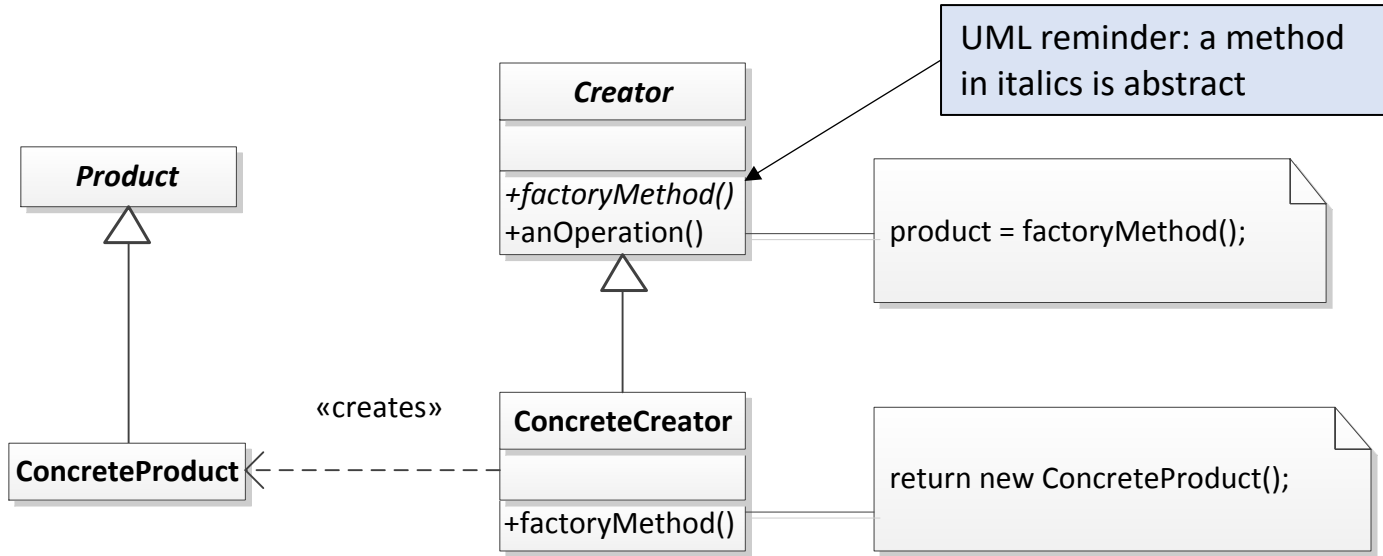 UML reminder: a method
in italics is abstract
Creator
+factoryMethod()
+anOperation()
product = factoryMethod();
Product
«creates»
ConcreteProduct
ConcreteCreator
+factoryMethod()
return new ConcreteProduct();